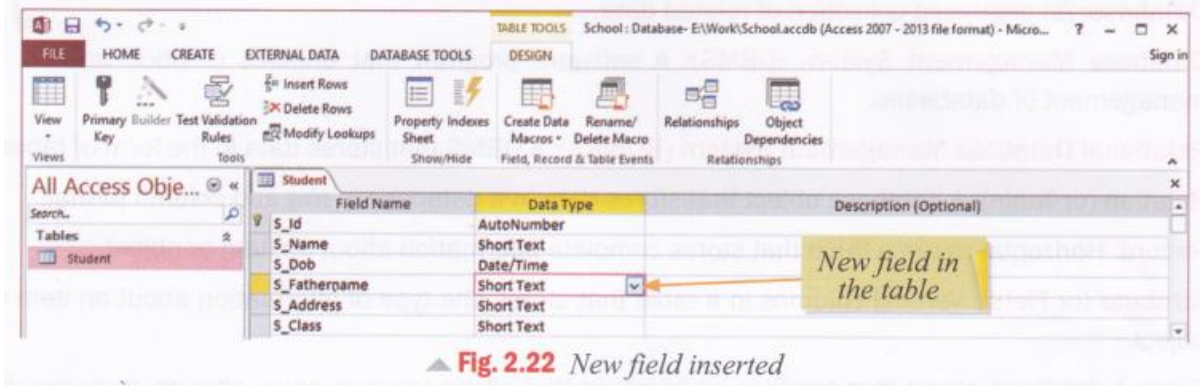 TABLE TOOLS School : Database- E:\Work\School.accdb (Access 2007 - 2013 file format) - Micro... ? – □ ×
FILE HOME CREATE EXTERNAL DATA DATABASE TOOLS DESIGN Sign in
View
Primary Key
Builder
Test Validation Rules
Insert Rows
Delete Rows
Modify Lookups
Property Sheet
Indexes
Create Data Macros
Rename/ Delete Macro
Relationships
Object Dependencies
Views Tools Show/Hide Field, Record & Table Events Relationships
All Access Obje...
Search...
Tables
Student
Student
Field Name Data Type Description (Optional)
S_Id AutoNumber
S_Name Short Text
S_Dob Date/Time
S_Fathername Short Text
S_Address Short Text
S_Class Short Text
New field in
the table
Fig. 2.22 New field inserted